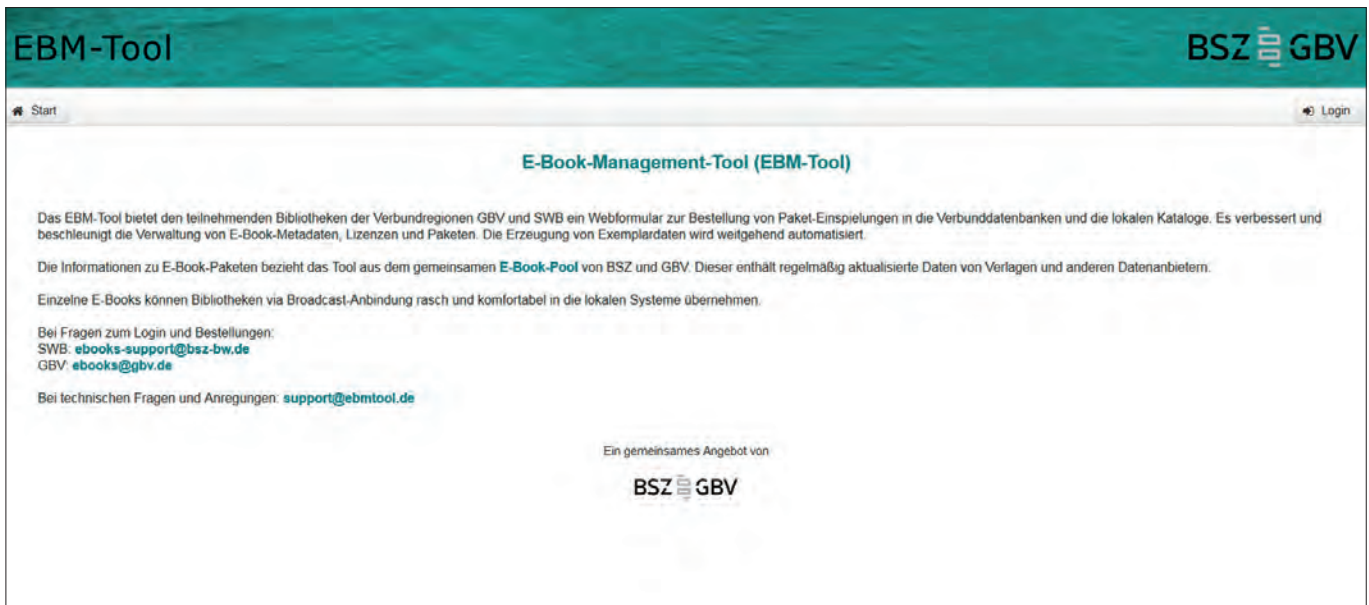 EBM-Tool
BSZ GBV
Start
Login
E-Book-Management-Tool (EBM-Tool)
Das EBM-Tool bietet den teilnehmenden Bibliotheken der Verbundregionen GBV und SWB ein Webformular zur Bestellung von Paket-Einspielungen in die Verbunddatenbanken und die lokalen Kataloge. Es verbessert und
beschleunigt die Verwaltung von E-Book-Metadaten, Lizenzen und Paketen. Die Erzeugung von Exemplardaten wird weitgehend automatisiert.
Die Informationen zu E-Book-Paketen bezieht das Tool aus dem gemeinsamen E-Book-Pool von BSZ und GBV. Dieser enthält regelmäßig aktualisierte Daten von Verlagen und anderen Datenanbietern.
Einzelne E-Books können Bibliotheken via Broadcast-Anbindung rasch und komfortabel in die lokalen Systeme übernehmen.
Bei Fragen zum Login und Bestellungen:
SWB: ebooks-support@bsz-bw.de
GBV: ebooks@gbv.de
Bei technischen Fragen und Anregungen: support@ebmtool.de
Ein gemeinsames Angebot von
BSZ GBV